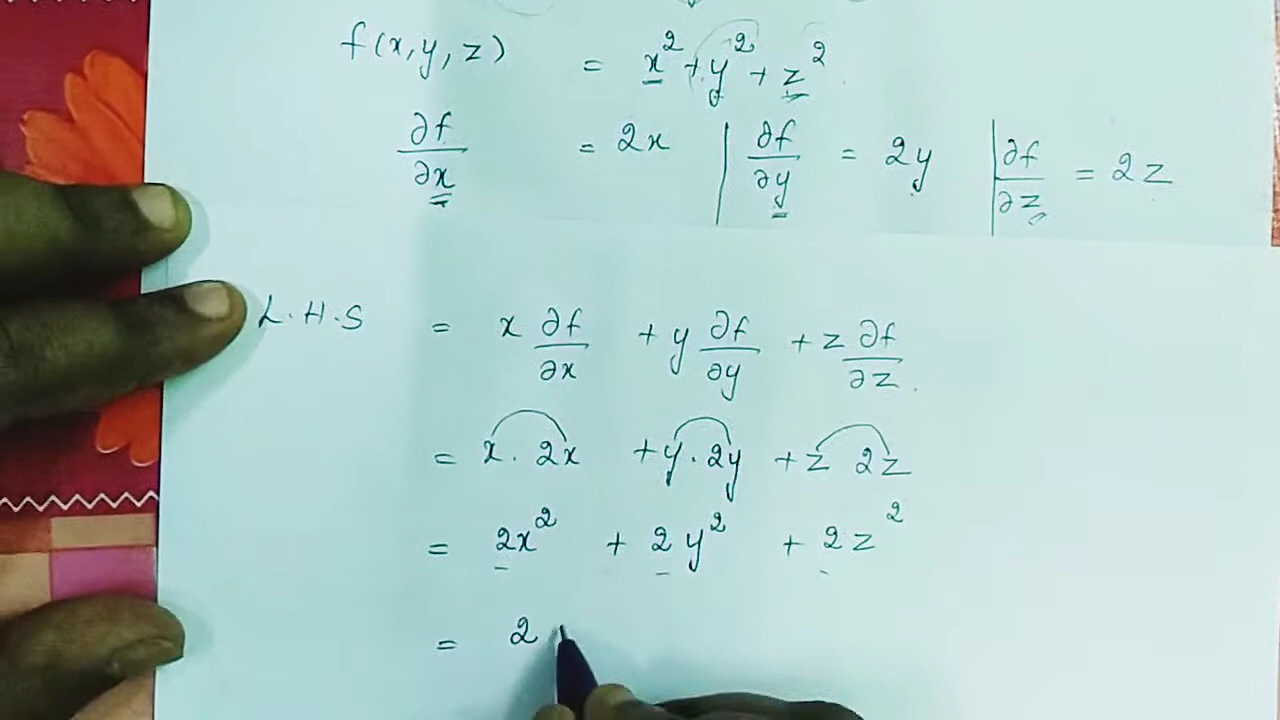 f(x,y,z) = x² + y² + z²
∂f/∂x = 2x | ∂f/∂y = 2y | ∂f/∂z = 2z
L.H.S = x ∂f/∂x + y ∂f/∂y + z ∂f/∂z.
= x . 2x + y . 2y + z 2z
= 2x² + 2y² + 2z²
= 2